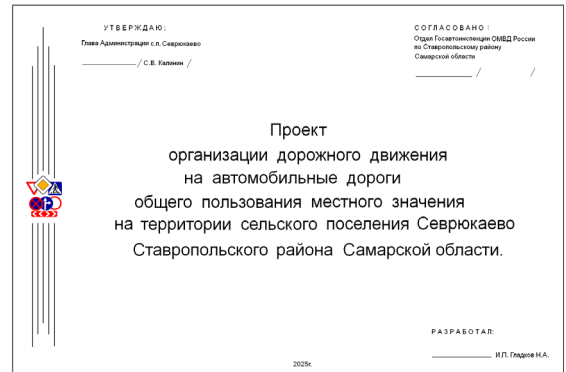 УТВЕРЖДАЮ:
Глава Администрации с.п. Севрюкаево
/ С.В. Калинин /
СОГЛАСОВАНО:
Отдел Госавтоинспекции ОМВД России
по Ставропольскому району
Самарской области
/ /
Проект
организации дорожного движения
на автомобильные дороги
общего пользования местного значения
на территории сельского поселения Севрюкаево
Ставропольского района Самарской области.
РАЗРАБОТАЛ:
И.П. Гладков Н.А.
2025г.